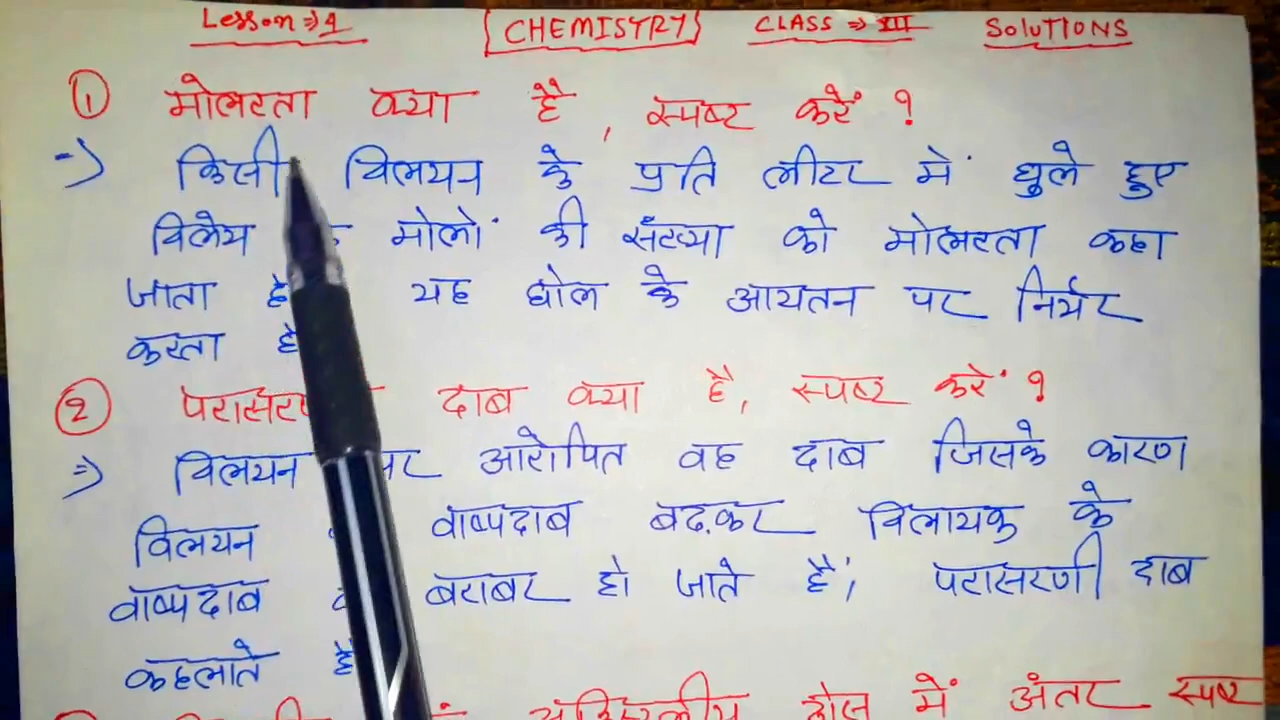 Lesson ⇒ 1 [CHEMISTRY] CLASS ⇒ XII SOLUTIONS
① मोलरता क्या है, स्पष्ट करें ?
⇒ किसी विलयन के प्रति लीटर में घुले हुए
विलेय मोलों की संख्या को मोलरता कहा
जाता है यह घोल के आयतन पर निर्भर
करता है
② दाब क्या है, स्पष्ट करें ?
⇒ विलयन पर आरोपित वह दाब जिसके कारण
विलयन वाष्पदाब बढ़कर विलायक के
वाष्पदाब बराबर हो जाते है; परासरणी दाब
कहलाते है
घोल में अंतर स्पष्ट